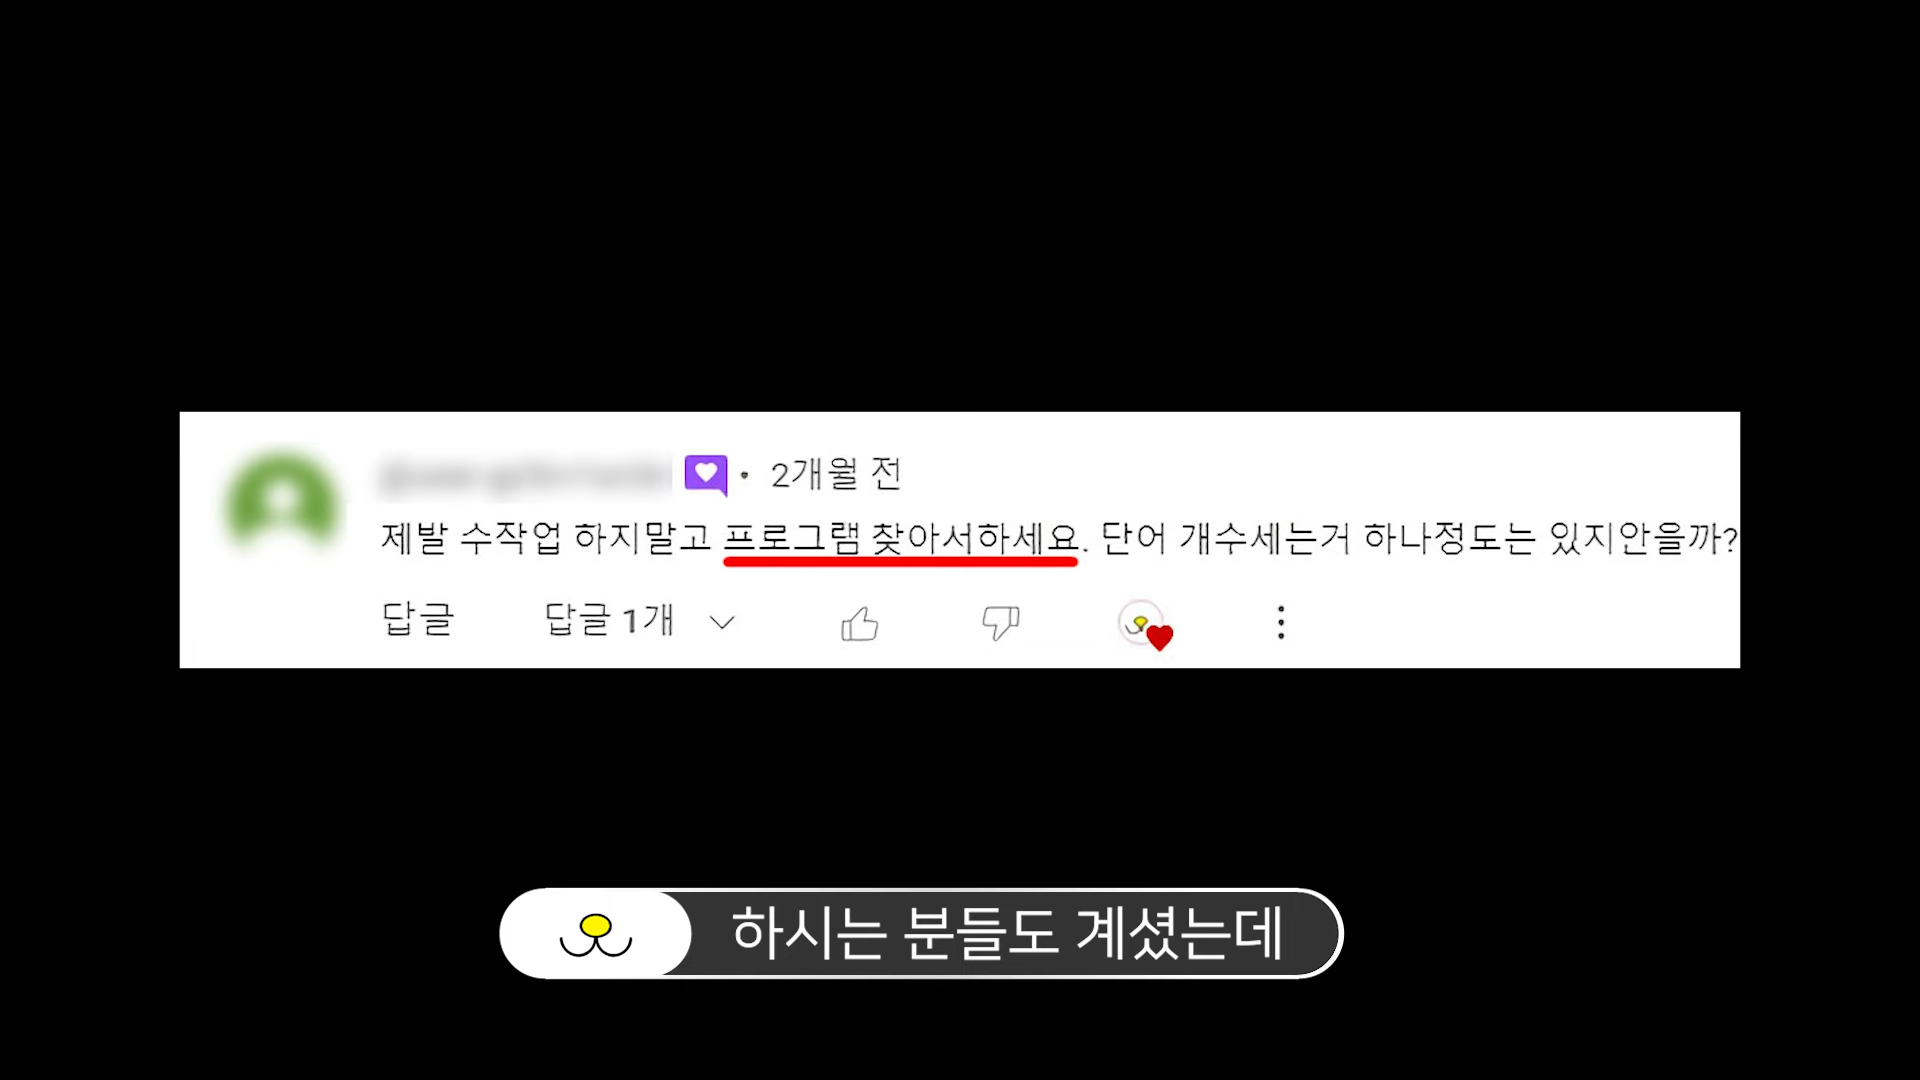 2개월 전
제발 수작업 하지말고 프로그램 찾아서하세요. 단어 개수세는거 하나정도는 있지안을까?
답글 답글 1개
하시는 분들도 계셨는데